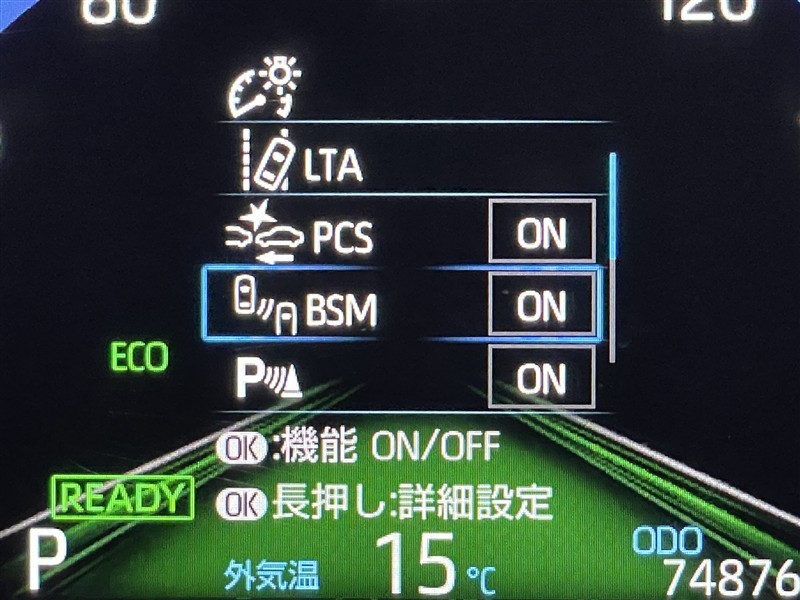 60 120
LTA
PCS ON
BSM ON
P ON
ECO
OK:機能 ON/OFF
READY OK長押し:詳細設定
P 外気温 15℃ ODO 74876